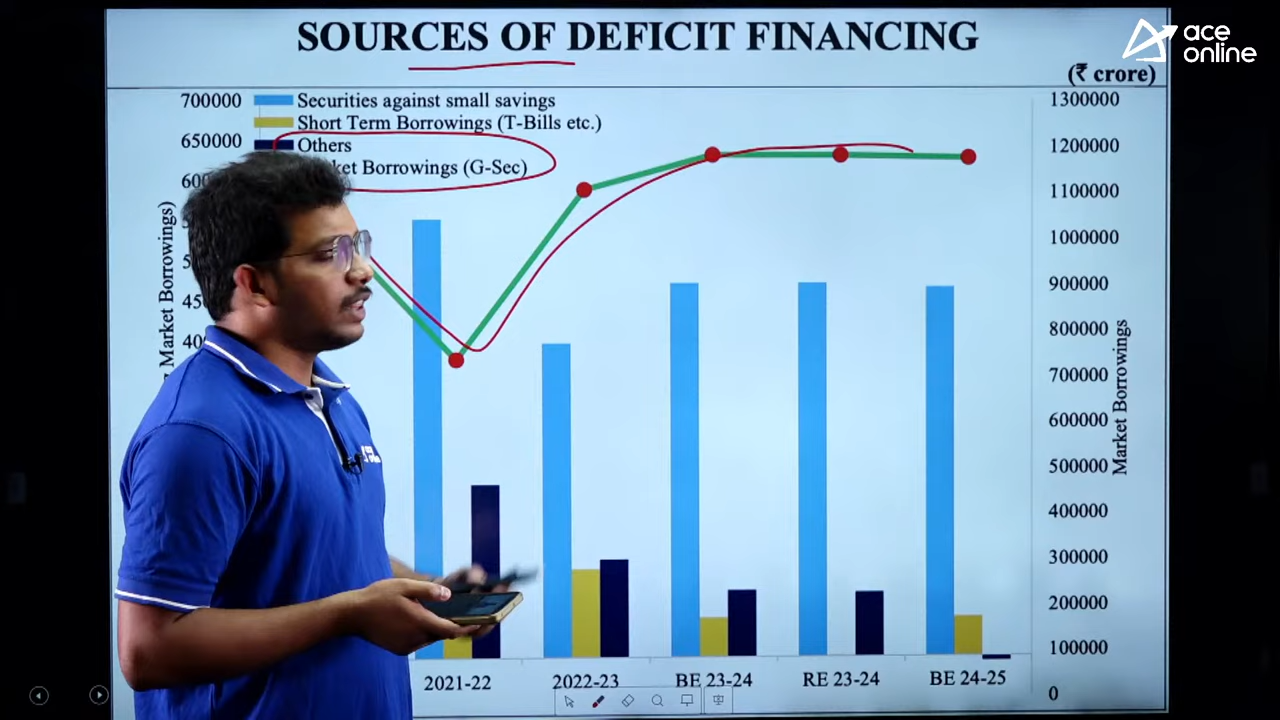 SOURCES OF DEFICIT FINANCING
ace
online
(₹ crore)
700000
Securities against small savings
1300000
Short Term Borrowings (T-Bills etc.)
650000
Others
1200000
Borrowings (G-Sec)
1100000
Market Borrowings)
1000000
900000
800000
700000
600000
500000
400000
300000
200000
100000
0
Market Borrowings
2021-22
2022-23
BE 23-24
RE 23-24
BE 24-25